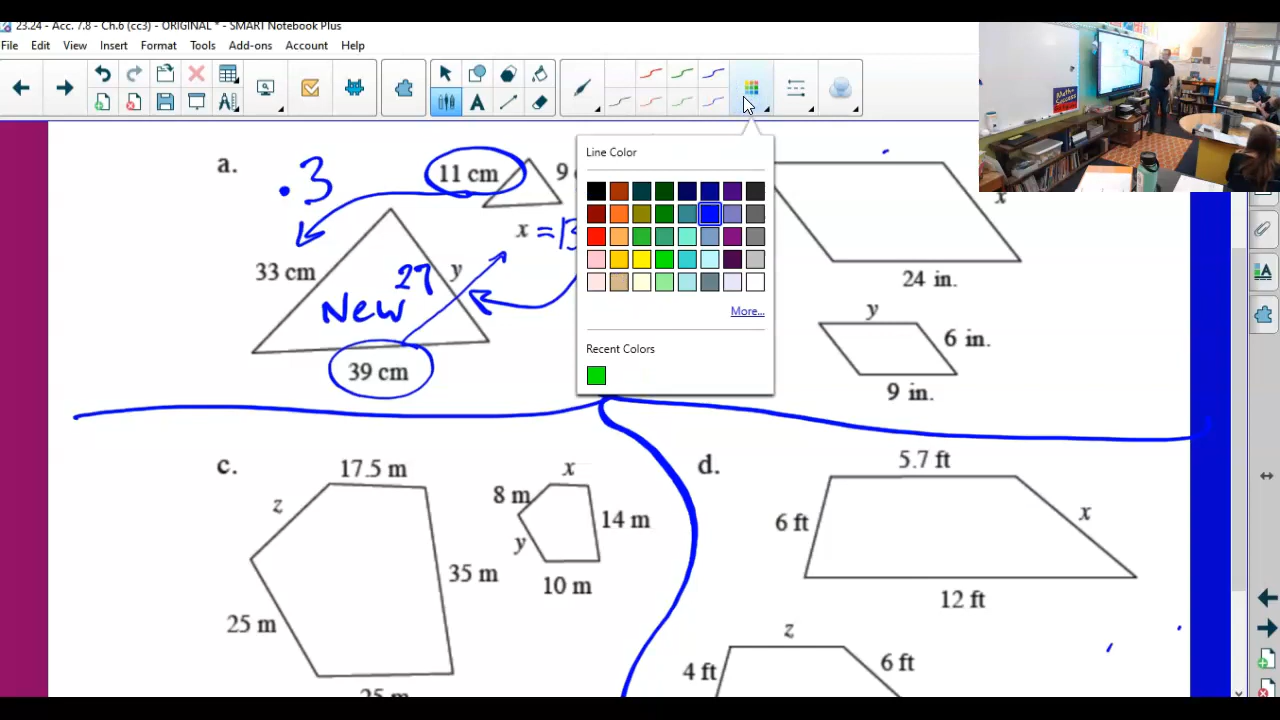 23.24 - Acc. 7.8 - Ch.6 (cc3) - ORIGINAL * - SMART Notebook Plus
File Edit View Insert Format Tools Add-ons Account Help
Line Color
More...
Recent Colors
a.
.3
11 cm
9
x = 13
33 cm
27
y
New
39 cm
x
24 in.
y
6 in.
9 in.
c.
17.5 m
z
35 m
25 m
25 m
x
8 m
14 m
y
10 m
d.
5.7 ft
6 ft
x
12 ft
z
4 ft
6 ft
Math = Success